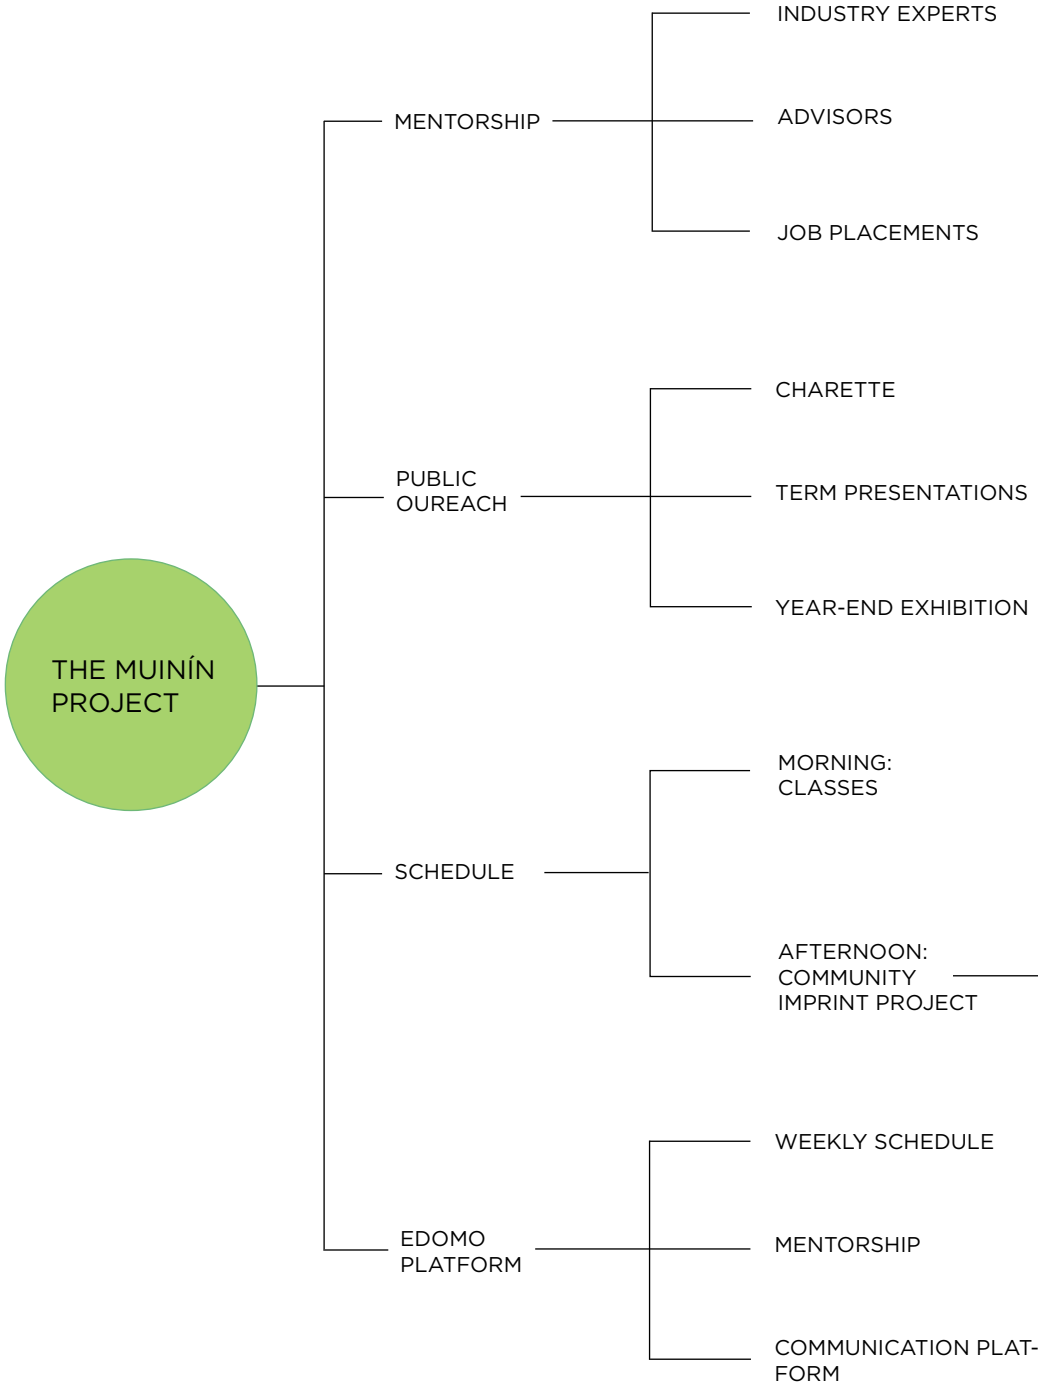 THE MUINÍN
PROJECT
MENTORSHIP
INDUSTRY EXPERTS
ADVISORS
JOB PLACEMENTS
PUBLIC
OUREACH
CHARETTE
TERM PRESENTATIONS
YEAR-END EXHIBITION
SCHEDULE
MORNING:
CLASSES
AFTERNOON:
COMMUNITY
IMPRINT PROJECT
EDOMO
PLATFORM
WEEKLY SCHEDULE
MENTORSHIP
COMMUNICATION PLAT-
FORM